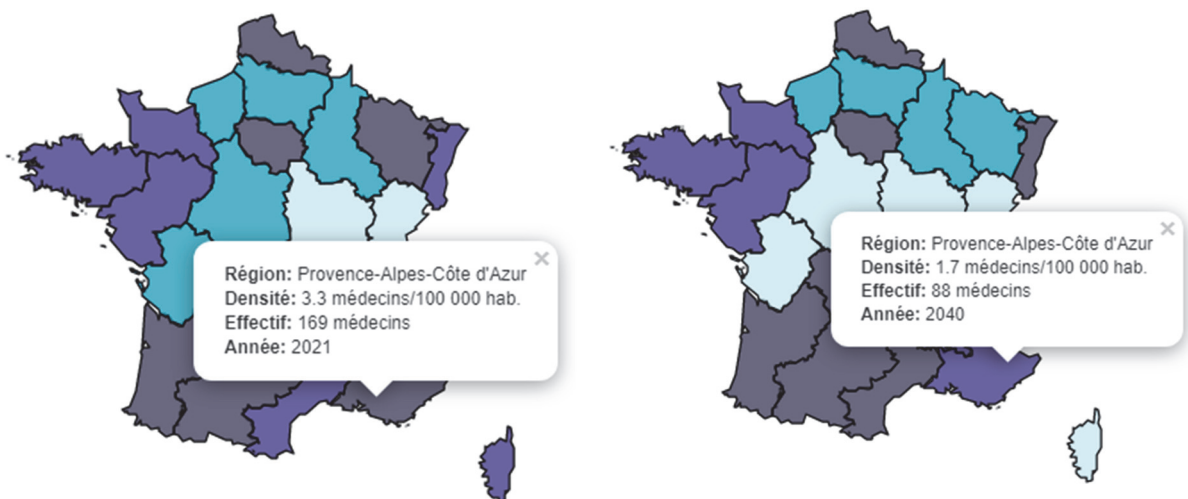 Région: Provence-Alpes-Côte d'Azur
Densité: 3.3 médecins/100 000 hab.
Effectif: 169 médecins
Année: 2021
Région: Provence-Alpes-Côte d'Azur
Densité: 1.7 médecins/100 000 hab.
Effectif: 88 médecins
Année: 2040